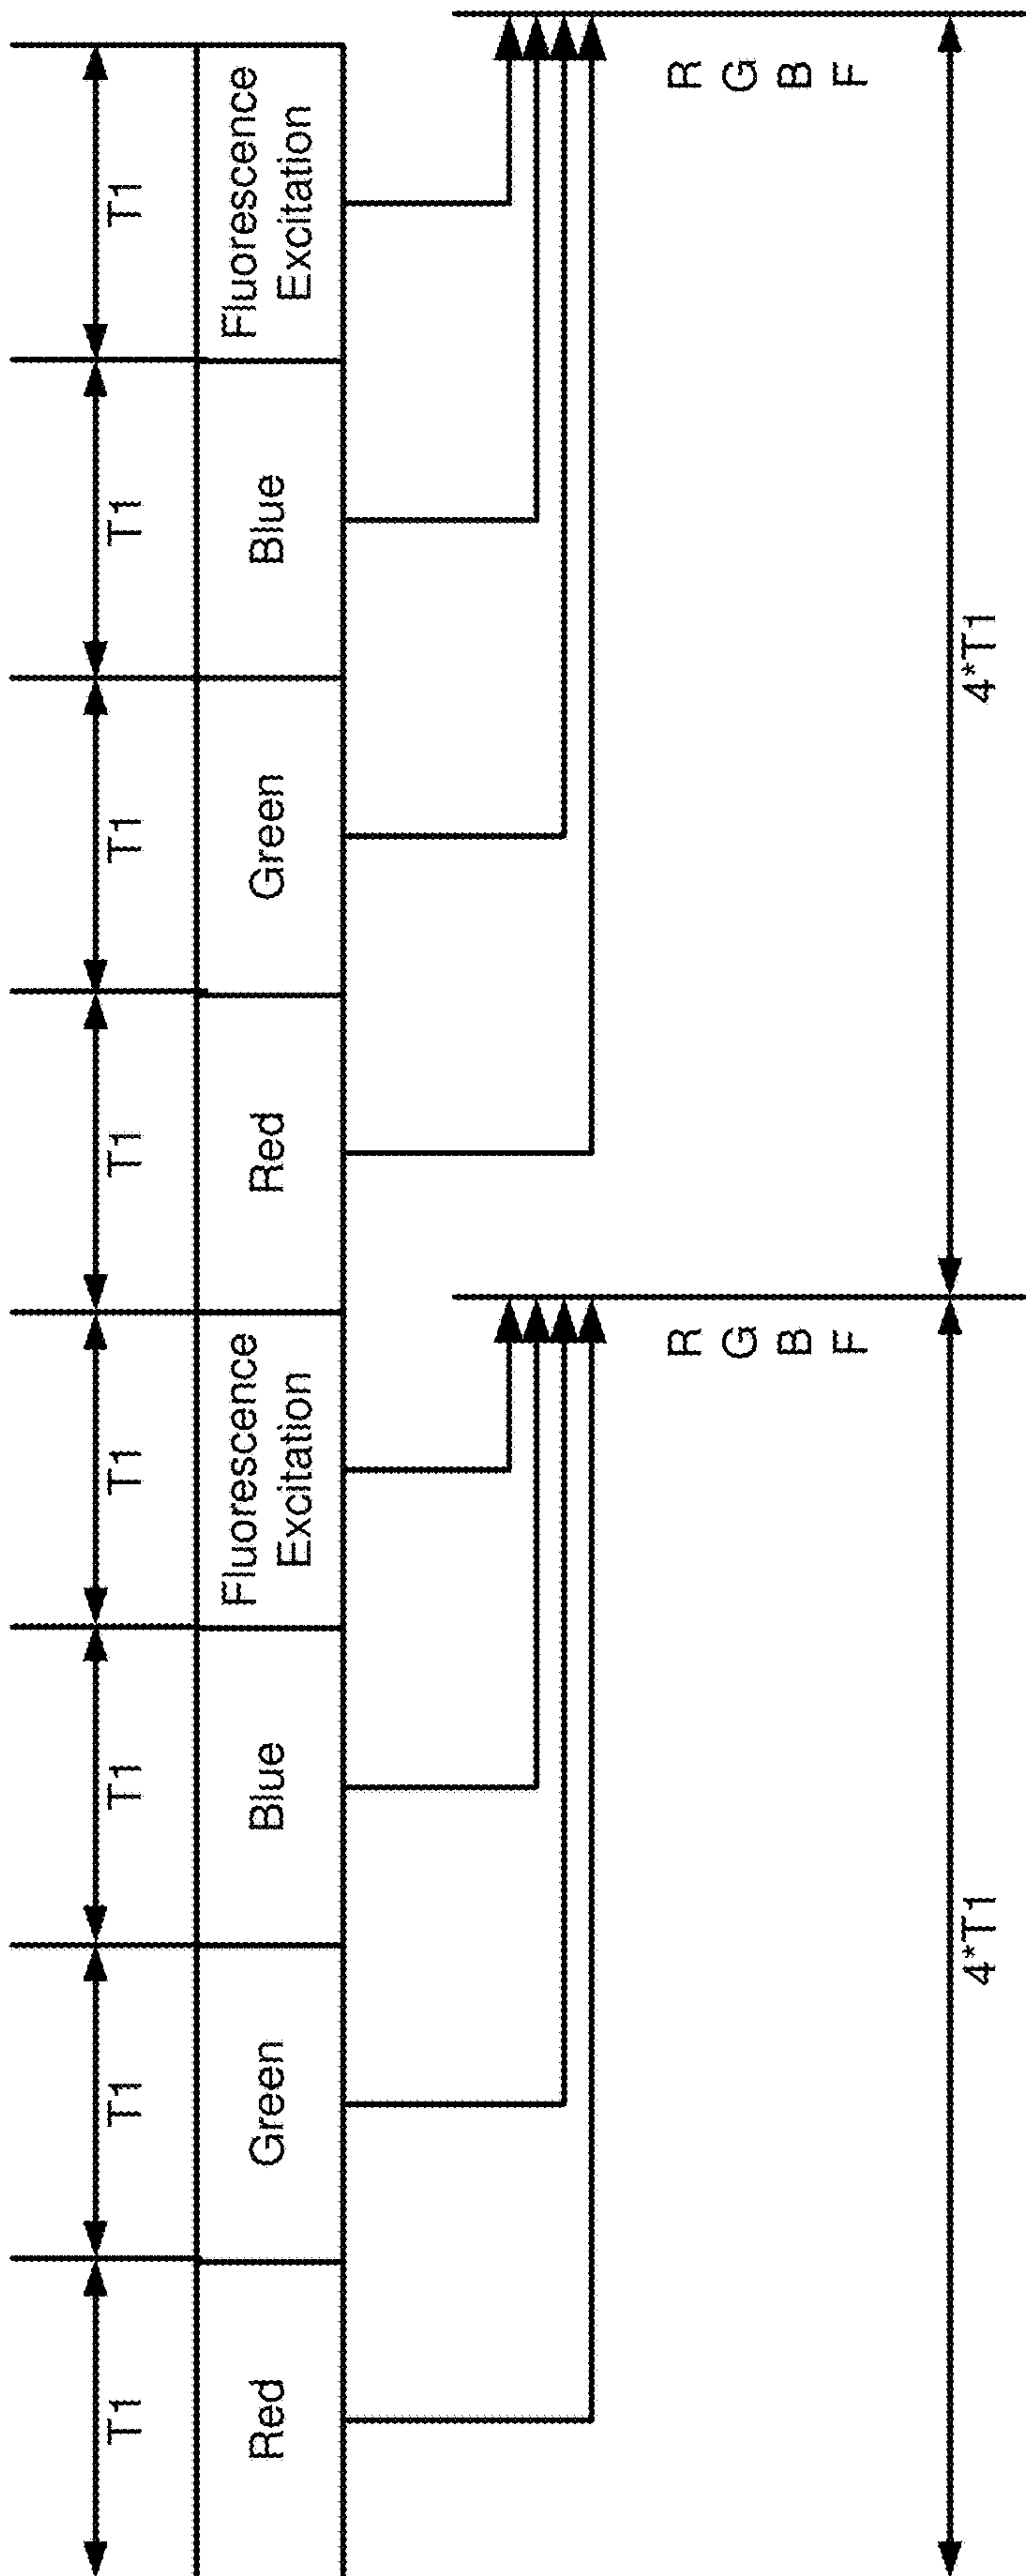 T1 T1 T1 T1 T1 T1 T1 T1
Red Green Blue Fluorescence Excitation Red Green Blue Fluorescence Excitation
R R
G G
B B
F F
4*T1 4*T1